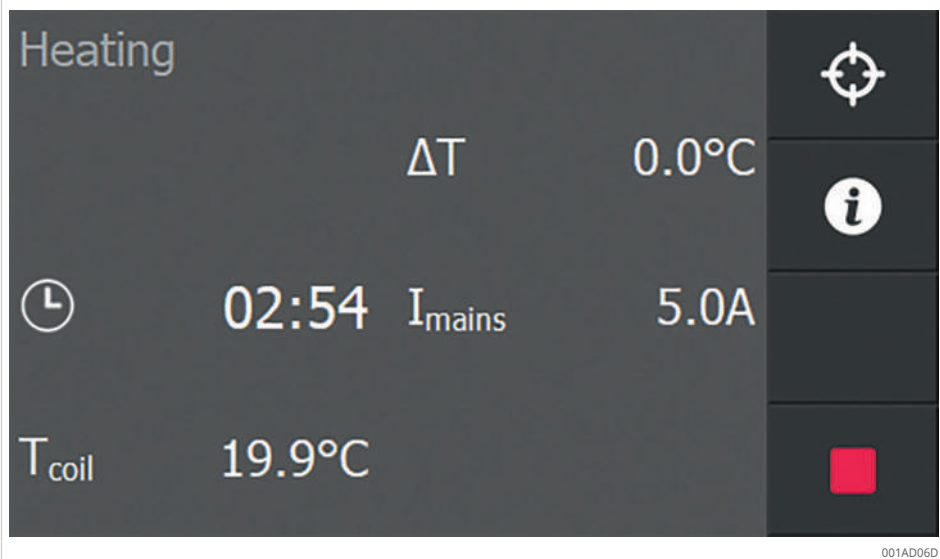 Heating
ΔT 0.0°C
02:54 Imains 5.0A
Tcoil 19.9°C
001AD06D